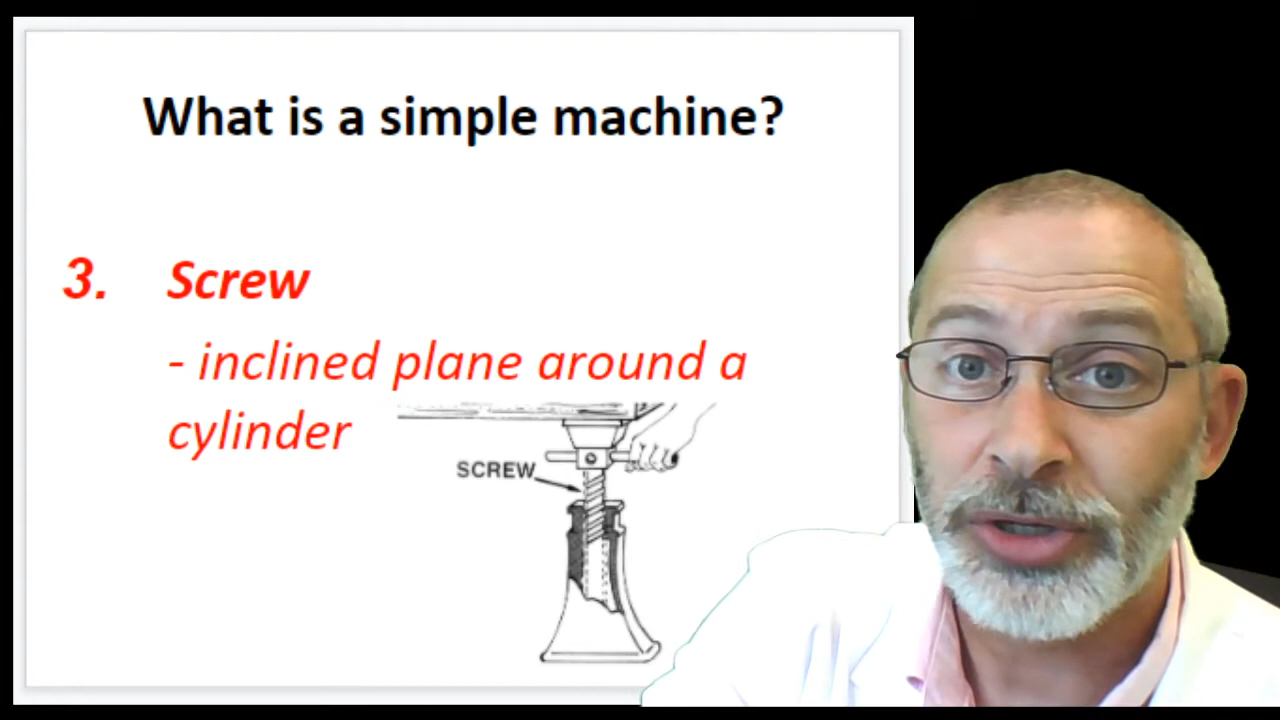 What is a simple machine?
3. Screw
- inclined plane around a
cylinder
SCREW